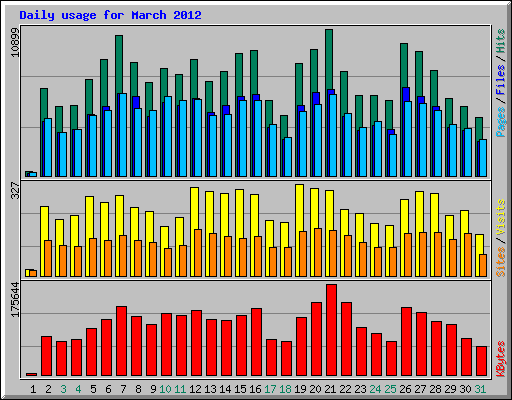 Daily usage for March 2012
10899
Pages / Files / Hits
327
Sites / Visits
175644
KBytes
1 2 3 4 5 6 7 8 9 10 11 12 13 14 15 16 17 18 19 20 21 22 23 24 25 26 27 28 29 30 31